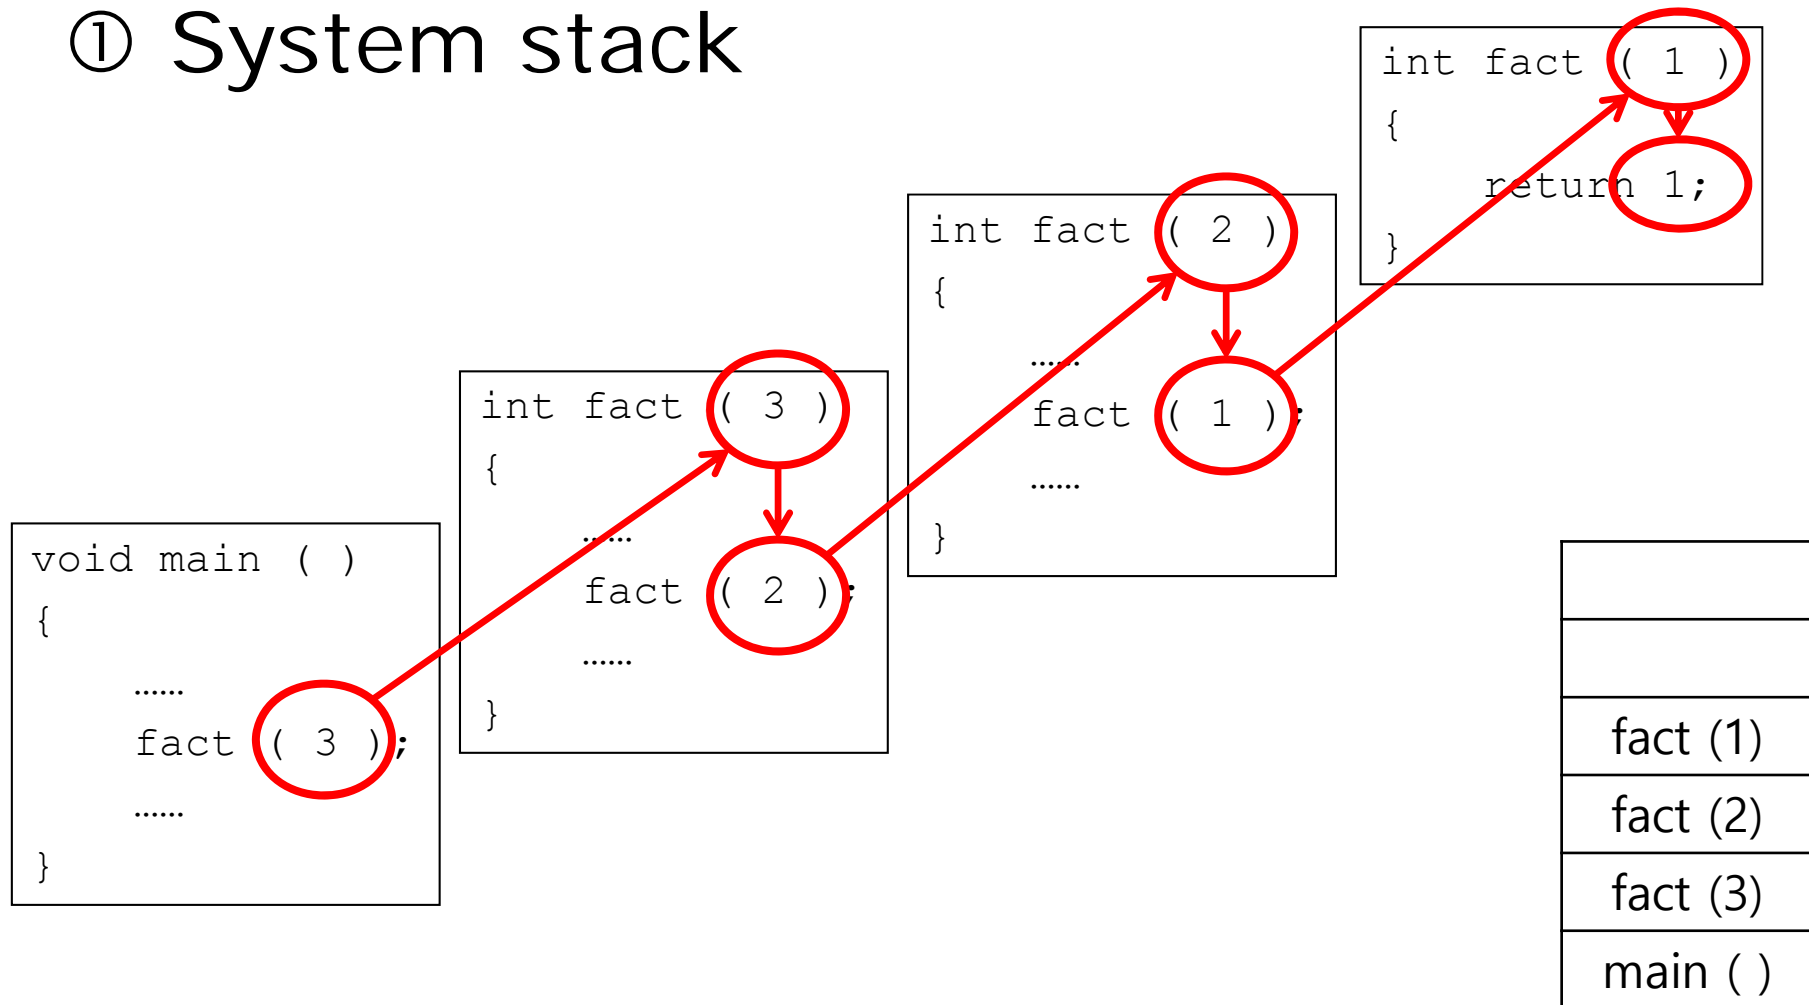 ① System stack
int fact ( 1 )
{
return 1;
}
int fact ( 2 )
{
……
fact ( 1 );
……
}
int fact ( 3 )
{
……
fact ( 2 );
……
}
void main ( )
{
……
fact ( 3 );
……
}
fact (1)
fact (2)
fact (3)
main ( )